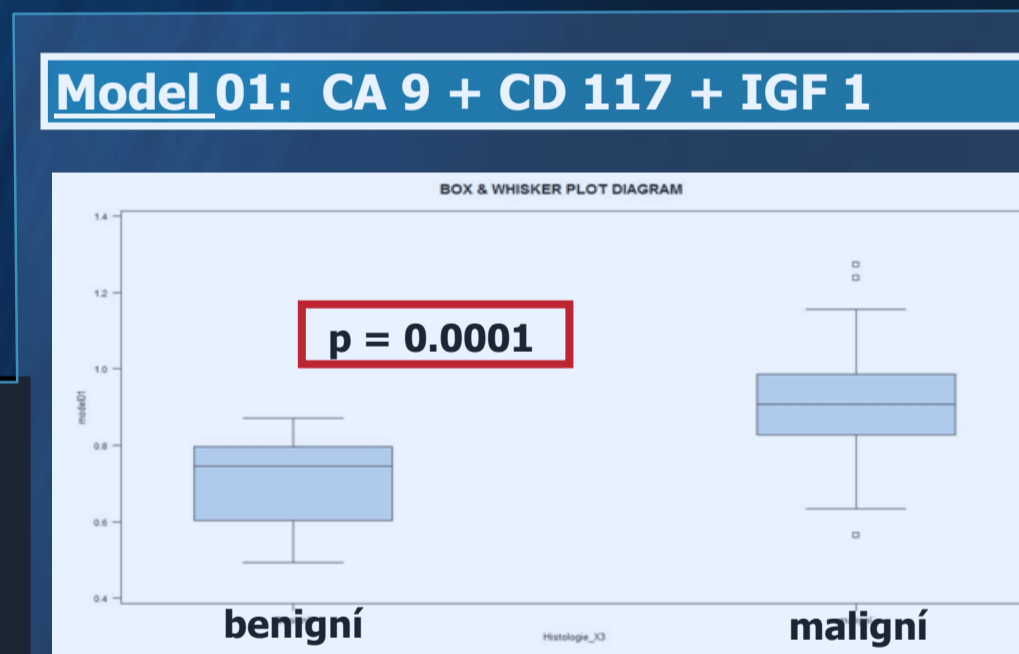 Model 01: CA 9 + CD 117 + IGF 1
BOX & WHISKER PLOT DIAGRAM
1.4
1.2
p = 0.0001
1.0
model01
0.8
0.6
0.4
benigní
maligní
Histologie_X3